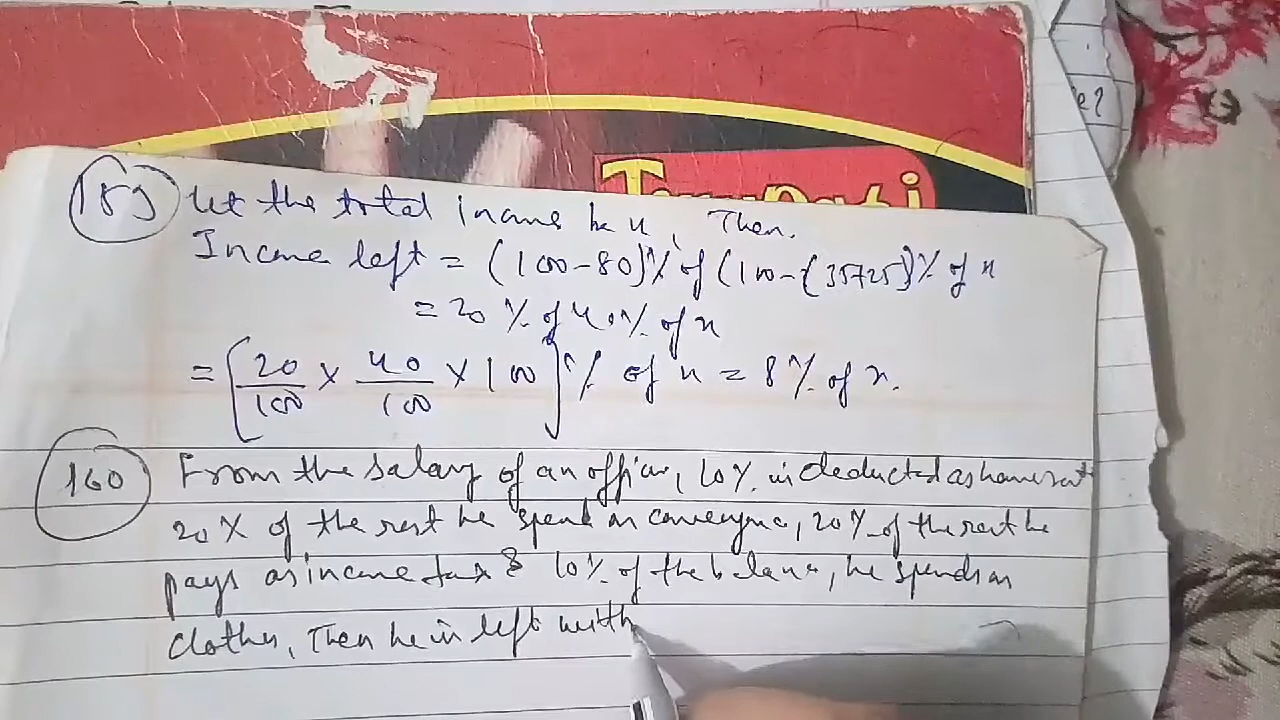 e?
Tirupati
159 let the total income be x, Then.
Income left = (100-80)% of (100-{35+25})% of x
= 20 % of 40% of x
= [20/100 × 40/100 × 100] % of x = 8% of x.
160 From the salary of an officer, 10% is deducted as house rent
20% of the rest he spend on conveyance, 20% of the rest he
pays as income tax & 10% of the balance, he spends on
clothes, Then he is left with